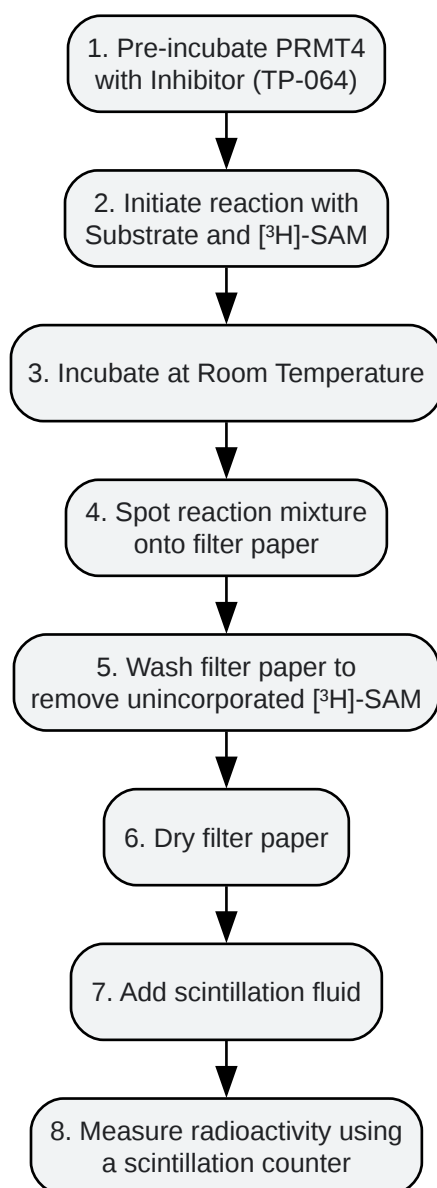 1. Pre-incubate PRMT4
with Inhibitor (TP-064)
2. Initiate reaction with
Substrate and [³H]-SAM
3. Incubate at Room Temperature
4. Spot reaction mixture
onto filter paper
5. Wash filter paper to
remove unincorporated [³H]-SAM
6. Dry filter paper
7. Add scintillation fluid
8. Measure radioactivity using
a scintillation counter